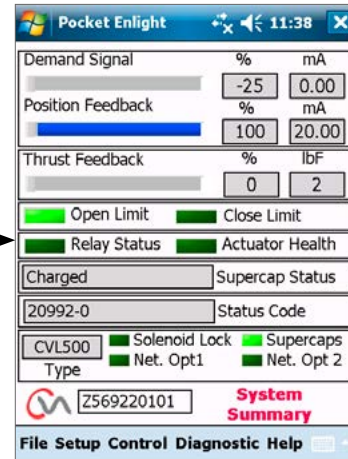 Pocket Enlight 11:38
Demand Signal % mA
-25 0.00
Position Feedback % mA
100 20.00
Thrust Feedback % lbF
0 2
Open Limit Close Limit
Relay Status Actuator Health
Charged Supercap Status
20992-0 Status Code
CVL500 Solenoid Lock Supercaps
Type Net. Opt1 Net. Opt 2
Z569220101 System
Summary
File Setup Control Diagnostic Help